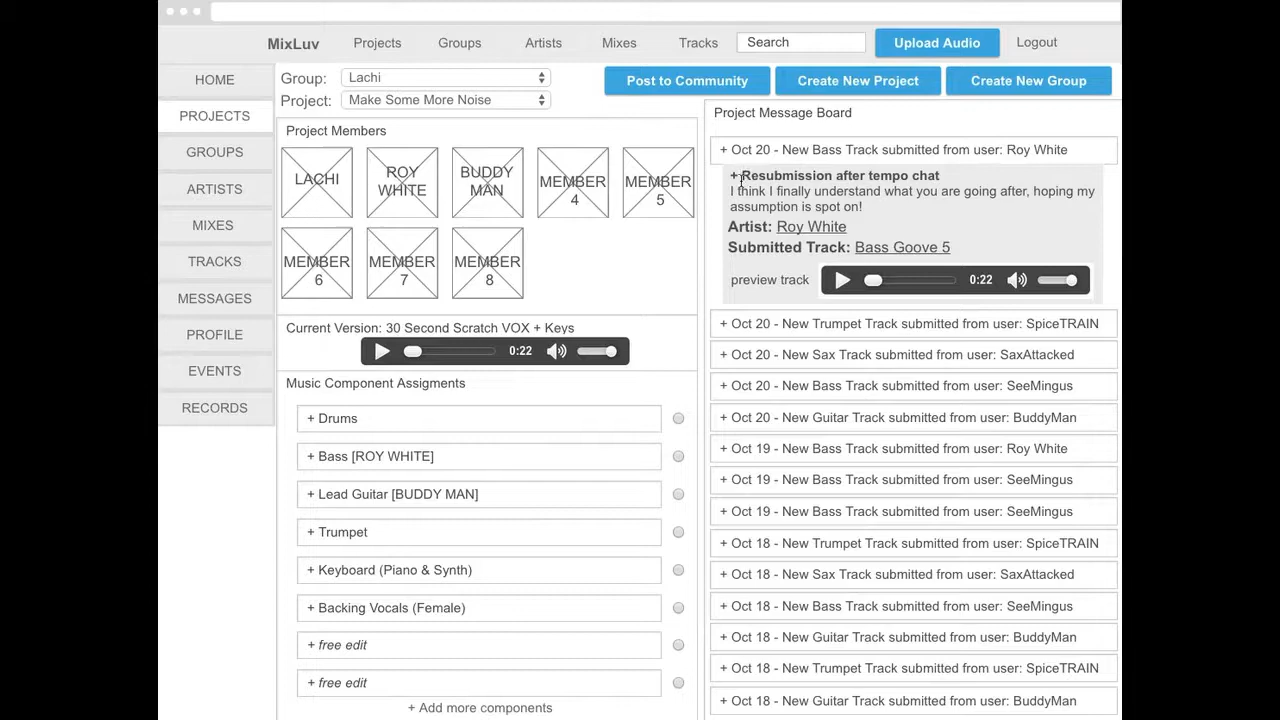 MixLuv Projects Groups Artists Mixes Tracks Search Upload Audio Logout
HOME
PROJECTS
GROUPS
ARTISTS
MIXES
TRACKS
MESSAGES
PROFILE
EVENTS
RECORDS
Group: Lachi
Project: Make Some More Noise
Post to Community Create New Project Create New Group
Project Members
LACHI
ROY
WHITE
BUDDY
MAN
MEMBER
4
MEMBER
5
MEMBER
6
MEMBER
7
MEMBER
8
Current Version: 30 Second Scratch VOX + Keys
0:22
Music Component Assigments
+ Drums
+ Bass [ROY WHITE]
+ Lead Guitar [BUDDY MAN]
+ Trumpet
+ Keyboard (Piano & Synth)
+ Backing Vocals (Female)
+ free edit
+ free edit
+ Add more components
Project Message Board
+ Oct 20 - New Bass Track submitted from user: Roy White
+ Resubmission after tempo chat
I think I finally understand what you are going after, hoping my
assumption is spot on!
Artist: Roy White
Submitted Track: Bass Goove 5
preview track 0:22
+ Oct 20 - New Trumpet Track submitted from user: SpiceTRAIN
+ Oct 20 - New Sax Track submitted from user: SaxAttacked
+ Oct 20 - New Bass Track submitted from user: SeeMingus
+ Oct 20 - New Guitar Track submitted from user: BuddyMan
+ Oct 19 - New Bass Track submitted from user: Roy White
+ Oct 19 - New Bass Track submitted from user: SeeMingus
+ Oct 19 - New Bass Track submitted from user: SeeMingus
+ Oct 18 - New Trumpet Track submitted from user: SpiceTRAIN
+ Oct 18 - New Sax Track submitted from user: SaxAttacked
+ Oct 18 - New Bass Track submitted from user: SeeMingus
+ Oct 18 - New Guitar Track submitted from user: BuddyMan
+ Oct 18 - New Trumpet Track submitted from user: SpiceTRAIN
+ Oct 18 - New Guitar Track submitted from user: BuddyMan